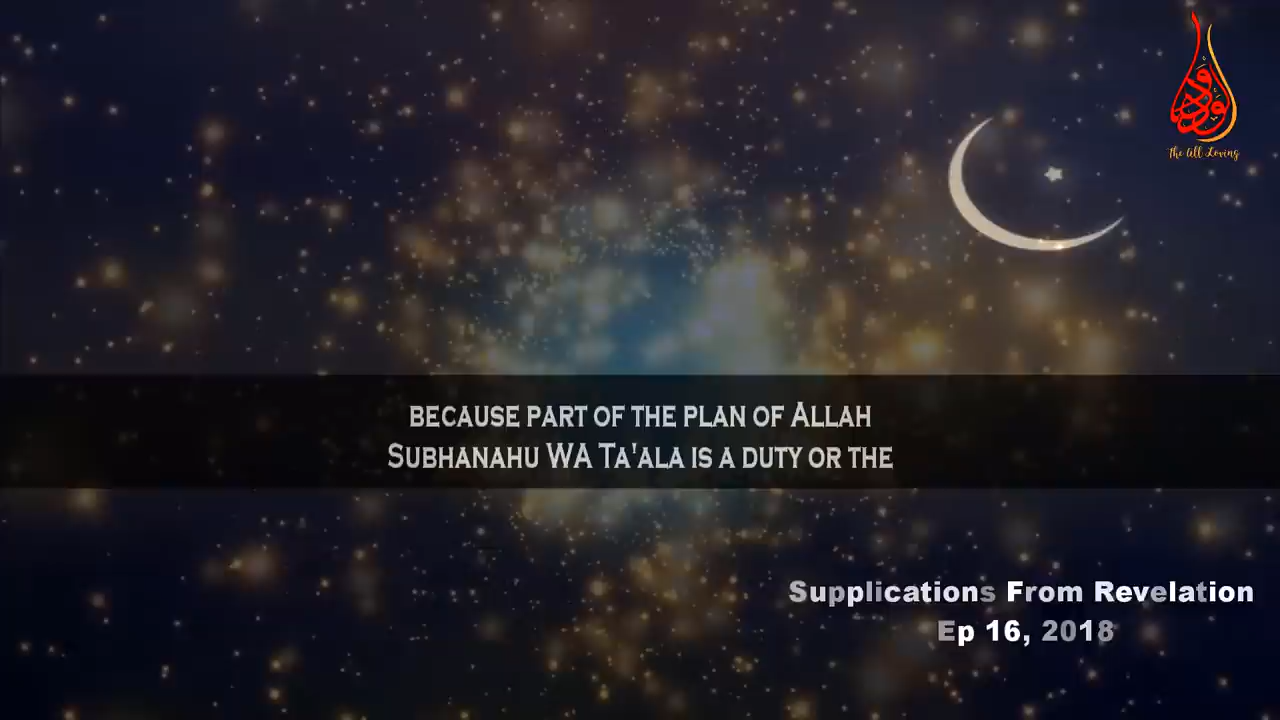 الودود
The All Loving
because part of the plan of Allah
Subhanahu WA Ta'ala is a duty or the
Supplications From Revelation
Ep 16, 2018